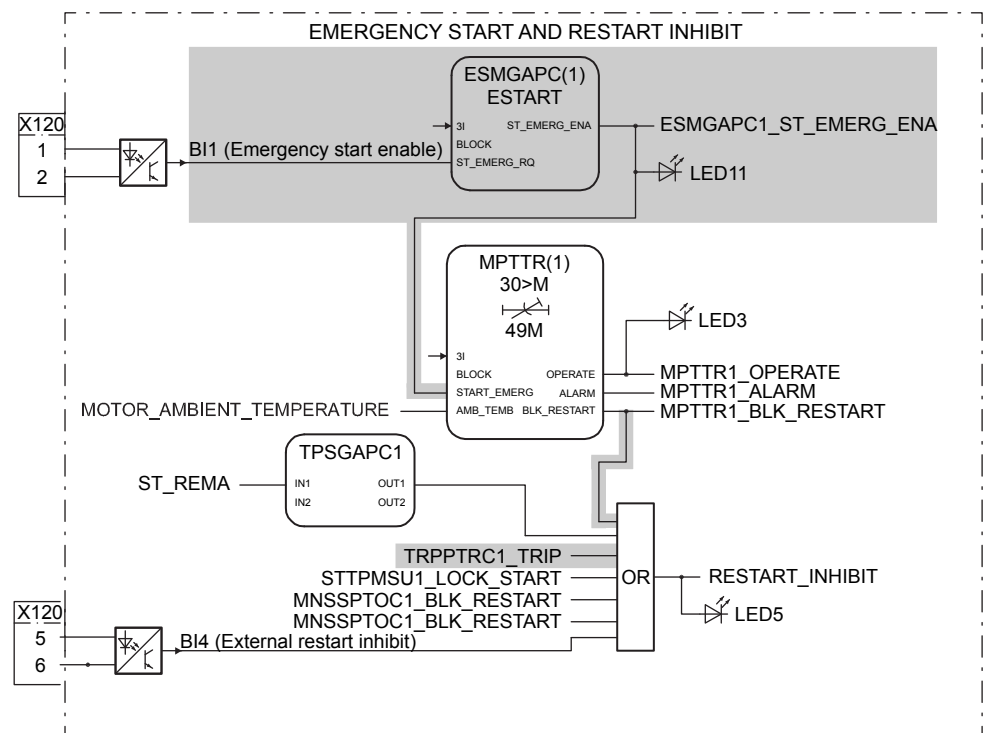 EMERGENCY START AND RESTART INHIBIT
ESMGAPC(1)
ESTART
3I ST_EMERG_ENA
BLOCK
ST_EMERG_RQ
ESMGAPC1_ST_EMERG_ENA
X120
1
2
BI1 (Emergency start enable)
LED11
MPTTR(1)
3Ө>M
49M
3I
BLOCK OPERATE
START_EMERG ALARM
AMB_TEMB BLK_RESTART
LED3
MPTTR1_OPERATE
MPTTR1_ALARM
MPTTR1_BLK_RESTART
MOTOR_AMBIENT_TEMPERATURE
TPSGAPC1
IN1 OUT1
IN2 OUT2
ST_REMA
TRPPTRC1_TRIP
STTPMSU1_LOCK_START
MNSSPTOC1_BLK_RESTART
MNSSPTOC1_BLK_RESTART
OR
RESTART_INHIBIT
LED5
X120
5
6
BI4 (External restart inhibit)